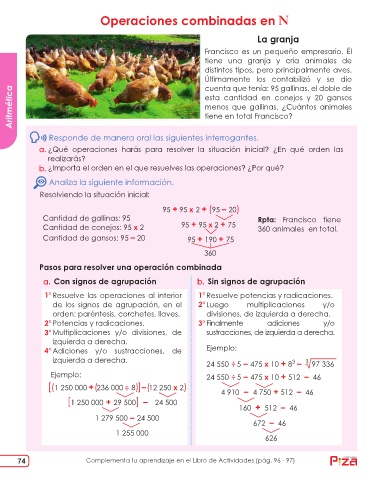 Operaciones combinadas en N
Aritmética
La granja
Francisco es un pequeño empresario. Él
tiene una granja y cría animales de
distintos tipos, pero principalmente aves.
Últimamente los contabilizó y se dio
cuenta que tenía: 95 gallinas, el doble de
esta cantidad en conejos y 20 gansos
menos que gallinas. ¿Cuántos animales
tiene en total Francisco?
Responde de manera oral las siguientes interrogantes.
a. ¿Qué operaciones harás para resolver la situación inicial? ¿En qué orden las
realizarás?
b. ¿Importa el orden en el que resuelves las operaciones? ¿Por qué?
Analiza la siguiente información.
Resolviendo la situación inicial:
Cantidad de gallinas: 95
Cantidad de conejos: 95 x 2
Cantidad de gansos: 95 – 20
95 + 95 x 2 + (95 – 20)
95 + 95 x 2 + 75
95 + 190 + 75
360
Rpta: Francisco tiene
360 animales en total.
Pasos para resolver una operación combinada
a. Con signos de agrupación
1° Resuelve las operaciones al interior
de los signos de agrupación, en el
orden: paréntesis, corchetes, llaves.
2° Potencias y radicaciones.
3° Multiplicaciones y/o divisiones, de
izquierda a derecha.
4° Adiciones y/o sustracciones, de
izquierda a derecha.
Ejemplo:
[(1 250 000 + (236 000 ÷ 8)] – (12 250 x 2)
[1 250 000 + 29 500] – 24 500
1 279 500 – 24 500
1 255 000
b. Sin signos de agrupación
1° Resuelve potencias y radicaciones.
2° Luego multiplicaciones y/o
divisiones, de izquierda a derecha.
3° Finalmente adiciones y/o
sustracciones, de izquierda a derecha.
Ejemplo:
24 550 ÷ 5 – 475 x 10 + 8³ – ³√97 336
24 550 ÷ 5 – 475 x 10 + 512 – 46
4 910 – 4 750 + 512 – 46
160 + 512 – 46
672 – 46
626
74
Complementa tu aprendizaje en el Libro de Actividades (pág. 96 - 97)
Piza